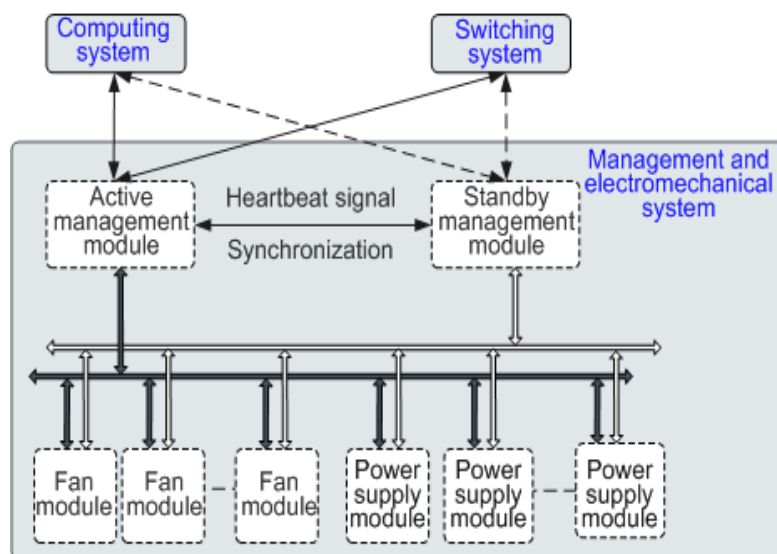 Computing
system
Switching
system
Management and
electromechanical
system
Active
management
module
Heartbeat signal
Synchronization
Standby
management
module
Fan
module
Fan
module
Fan
module
Power
supply
module
Power
supply
module
Power
supply
module